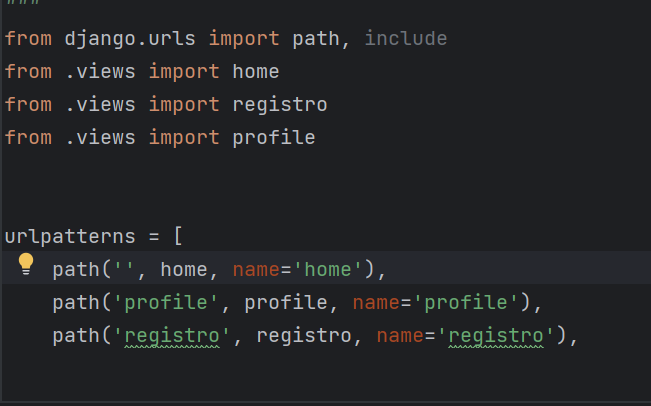 ###
from django.urls import path, include
from .views import home
from .views import registro
from .views import profile
urlpatterns = [
path('', home, name='home'),
path('profile', profile, name='profile'),
path('registro', registro, name='registro'),